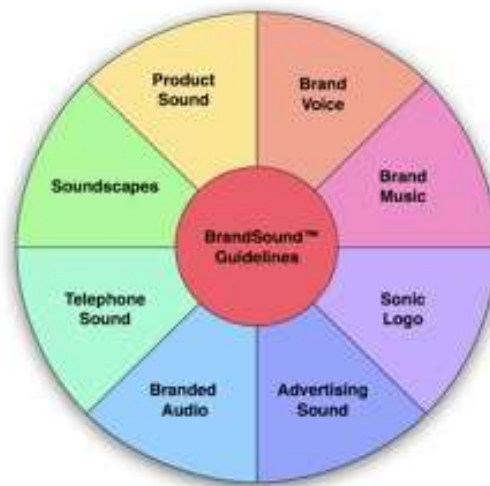 Product
Sound
Brand
Voice
Soundscapes
Brand
Music
BrandSound™
Guidelines
Telephone
Sound
Sonic
Logo
Branded
Audio
Advertising
Sound